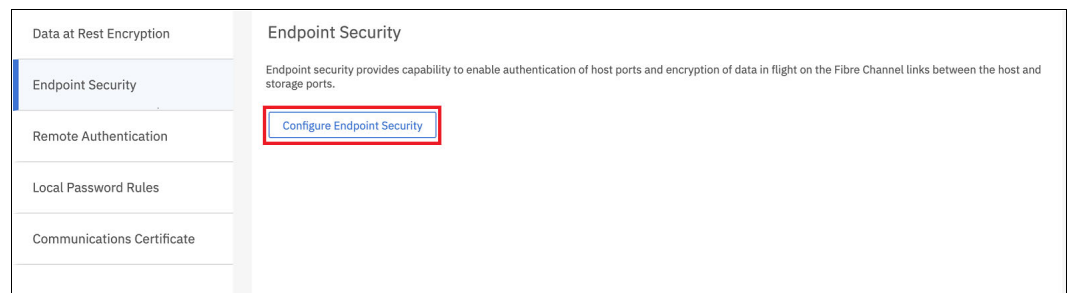 Data at Rest Encryption
Endpoint Security
Remote Authentication
Local Password Rules
Communications Certificate
Endpoint Security
Endpoint security provides capability to enable authentication of host ports and encryption of data in flight on the Fibre Channel links between the host and
storage ports.
Configure Endpoint Security